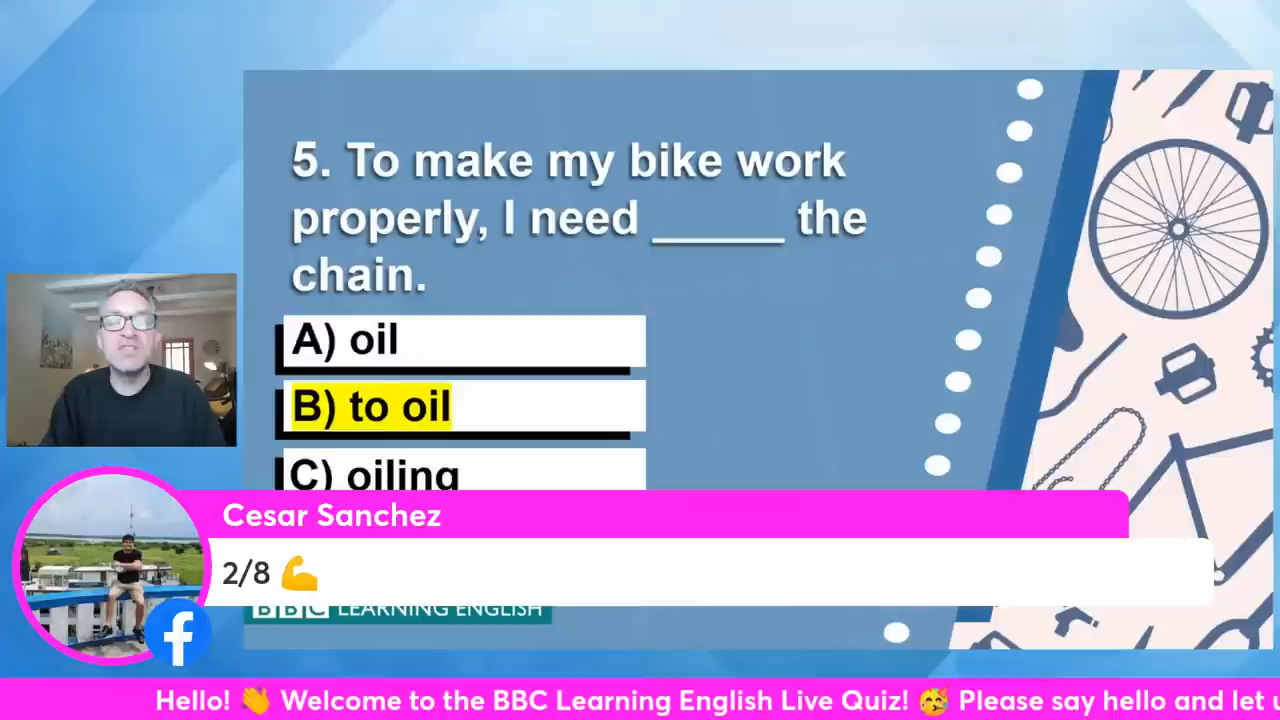 5. To make my bike work
properly, I need _____ the
chain.
A) oil
B) to oil
C) oiling
Cesar Sanchez
2/8 💪
BBC LEARNING ENGLISH
Hello! 👋 Welcome to the BBC Learning English Live Quiz! 🥳 Please say hello and let u